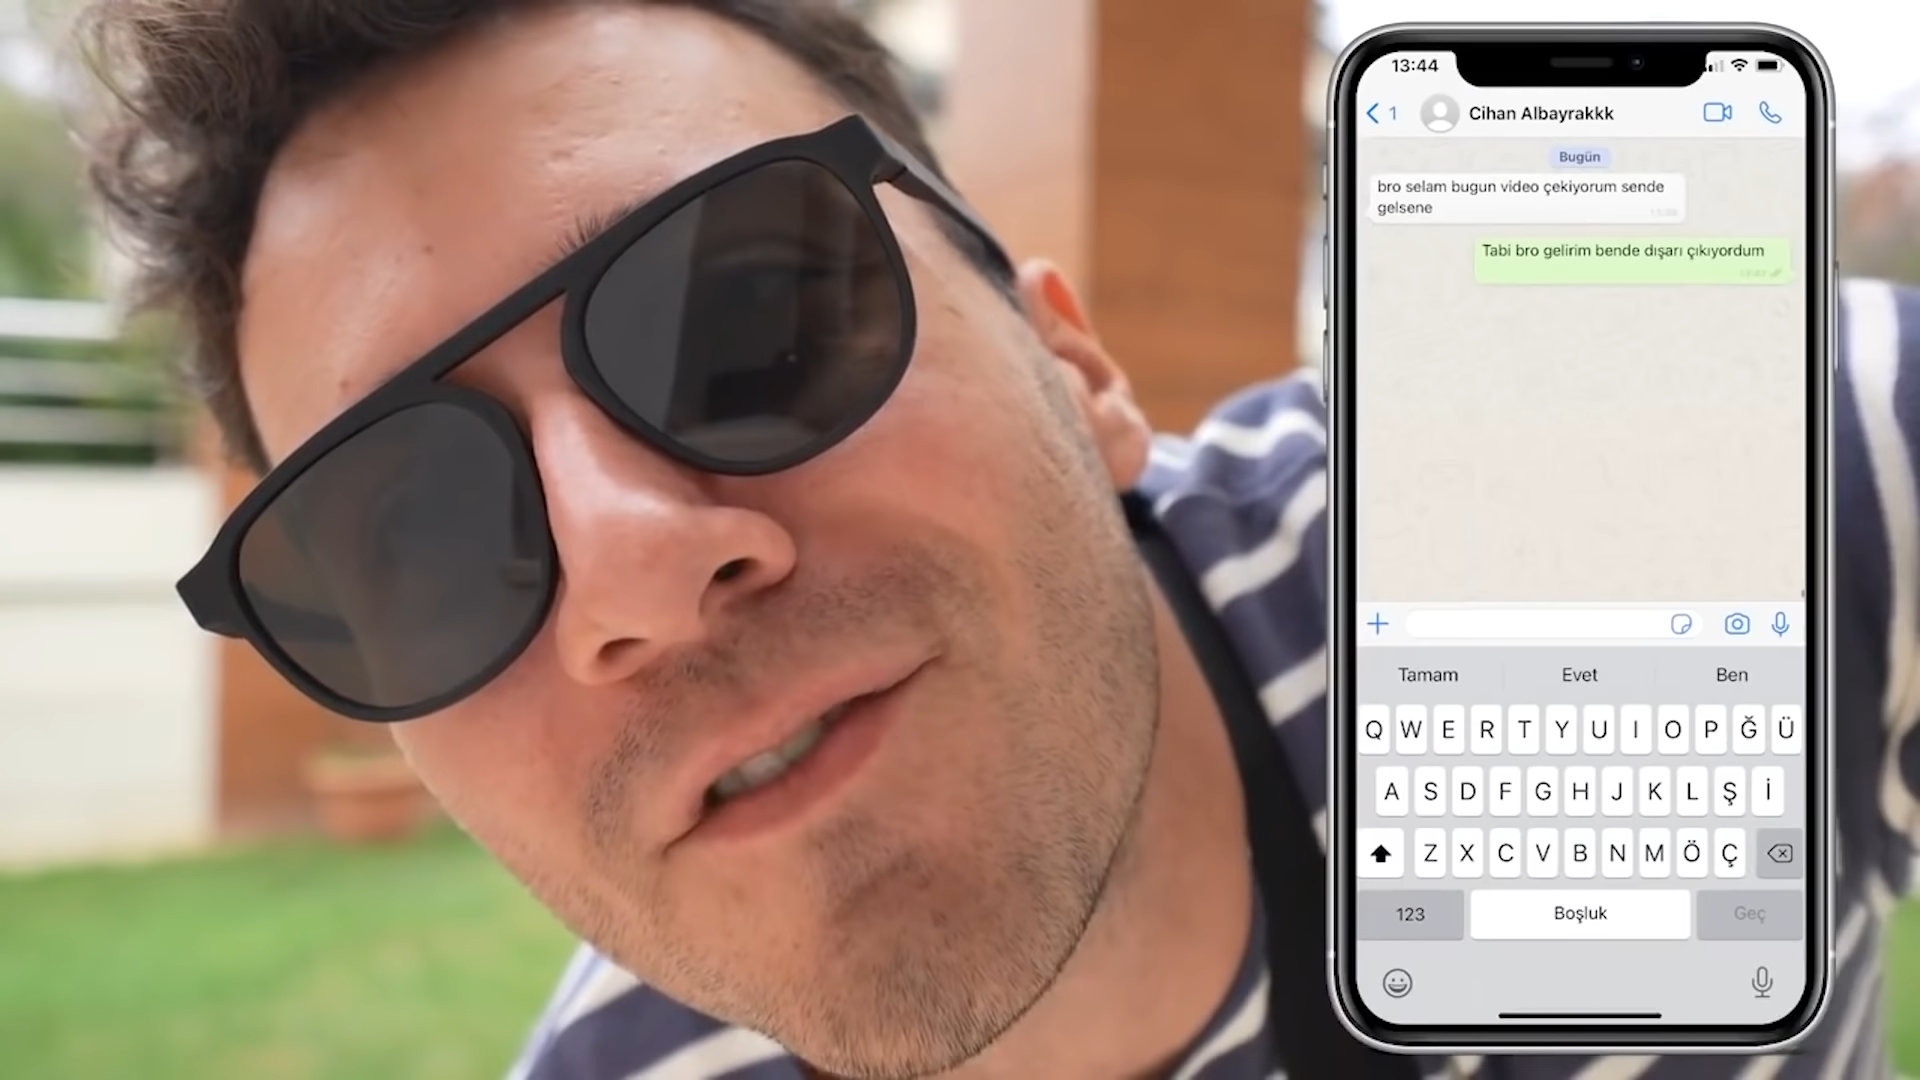 13:44
1
Cihan Albayrakkk
Bugün
bro selam bugun video çekiyorum sende
gelsene
Tabi bro gelirim bende dışarı çıkıyordum
Tamam Evet Ben
Q W E R T Y U I O P Ğ Ü
A S D F G H J K L Ş İ
Z X C V B N M Ö Ç
123 Boşluk Geç